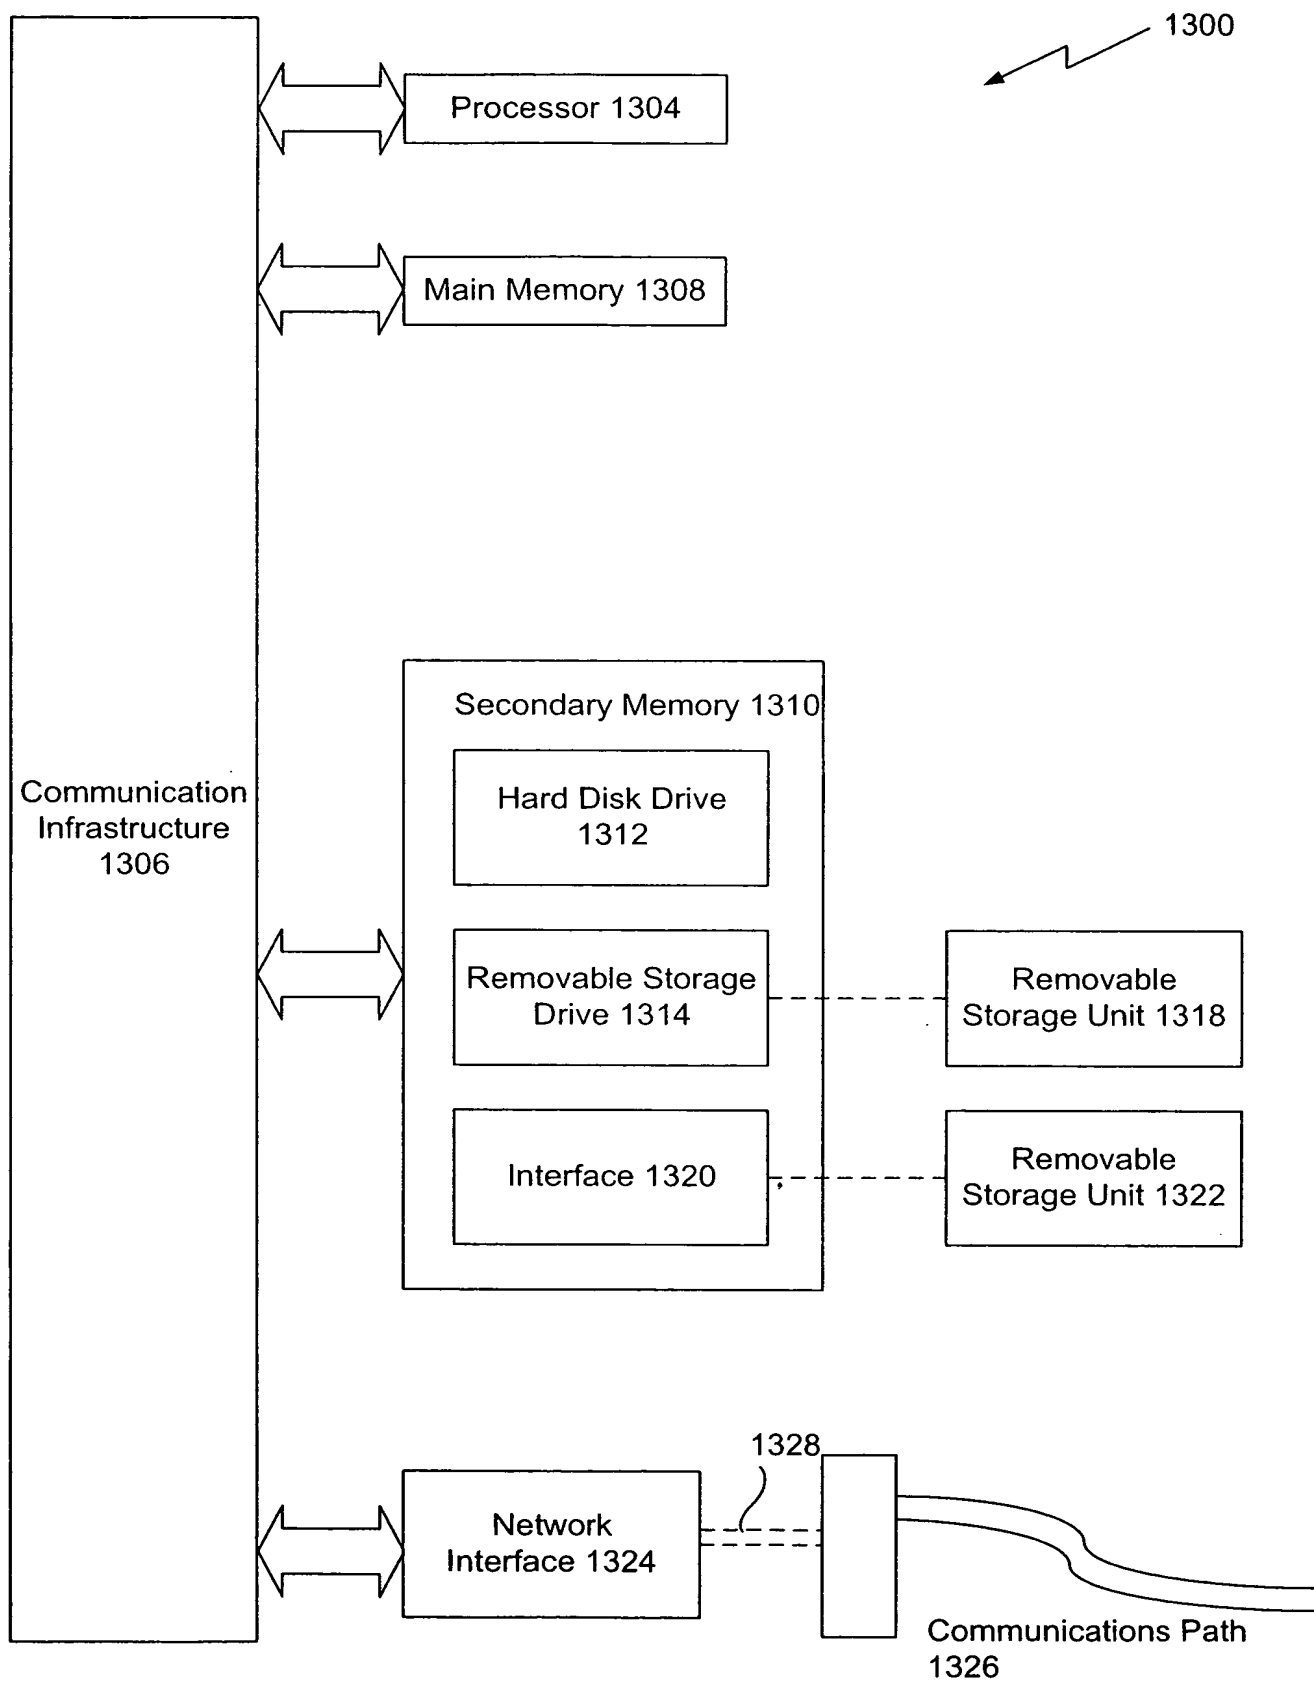 1300
Processor 1304
Main Memory 1308
Secondary Memory 1310
Hard Disk Drive
1312
Communication
Infrastructure
1306
Removable Storage
Drive 1314
Removable
Storage Unit 1318
Interface 1320
Removable
Storage Unit 1322
1328
Network
Interface 1324
Communications Path
1326